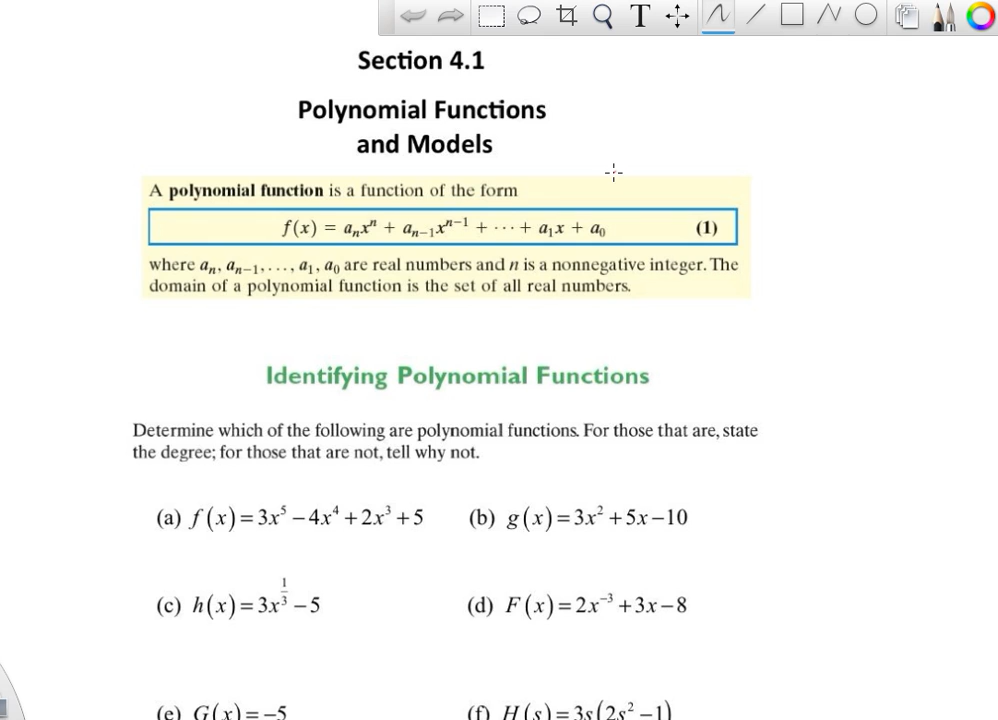 T
Section 4.1
Polynomial Functions
and Models
A polynomial function is a function of the form
f(x) = aₙxⁿ + aₙ₋₁xⁿ⁻¹ + ⋯ + a₁x + a₀ (1)
where aₙ, aₙ₋₁,..., a₁, a₀ are real numbers and n is a nonnegative integer. The
domain of a polynomial function is the set of all real numbers.
Identifying Polynomial Functions
Determine which of the following are polynomial functions. For those that are, state
the degree; for those that are not, tell why not.
(a) f(x)=3x⁵−4x⁴+2x³+5 (b) g(x)=3x²+5x−10
(c) h(x)=3x^(1/3)−5 (d) F(x)=2x⁻³+3x−8
(e) G(x)=−5 (f) H(s)=3s(2s²−1)